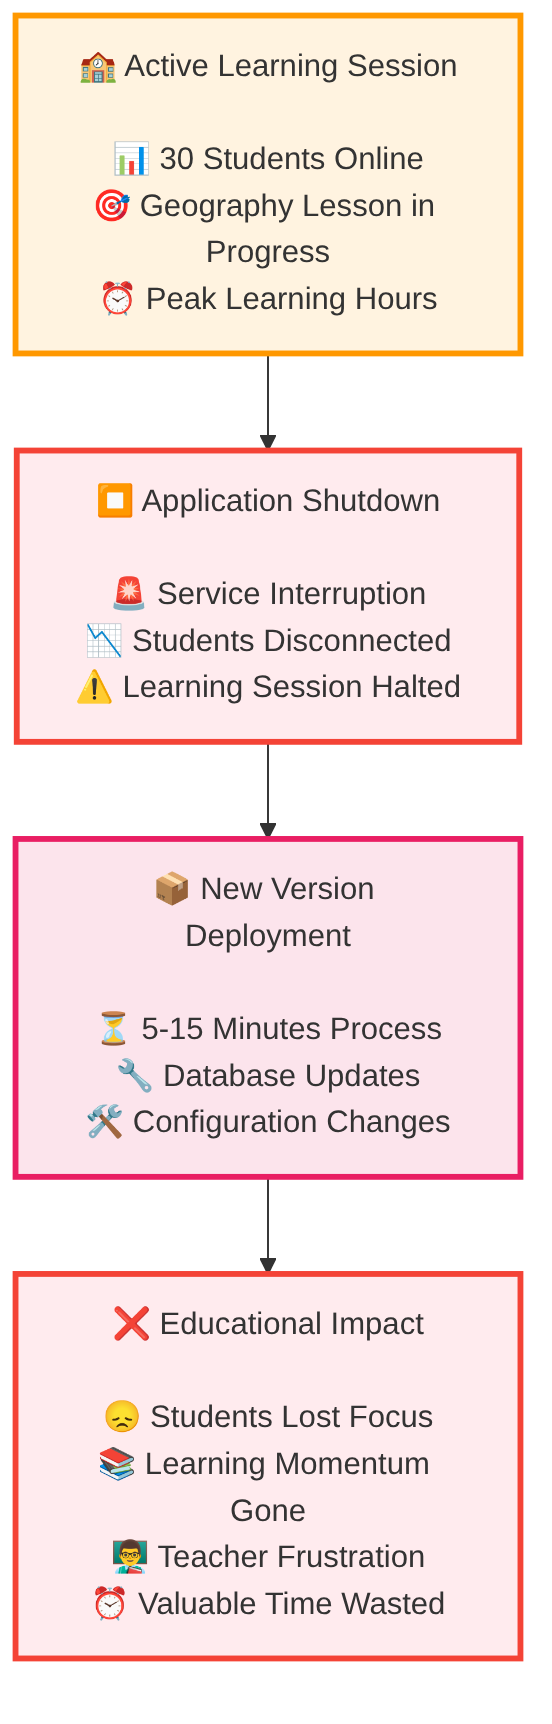 🏫 Active Learning Session
📊 30 Students Online
🎯 Geography Lesson in
Progress
⏰ Peak Learning Hours
⏹️ Application Shutdown
🚨 Service Interruption
📉 Students Disconnected
⚠️ Learning Session Halted
📦 New Version
Deployment
⏳ 5-15 Minutes Process
🔧 Database Updates
🛠️ Configuration Changes
❌ Educational Impact
😞 Students Lost Focus
📚 Learning Momentum
Gone
👨‍🏫 Teacher Frustration
⏰ Valuable Time Wasted